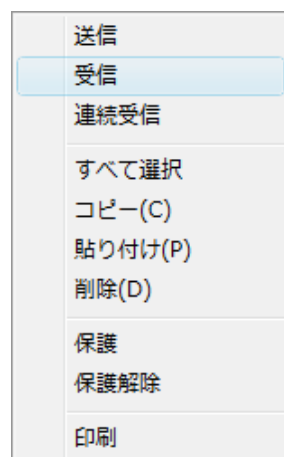 送信
受信
連続受信
すべて選択
コピー(C)
貼り付け(P)
削除(D)
保護
保護解除
印刷